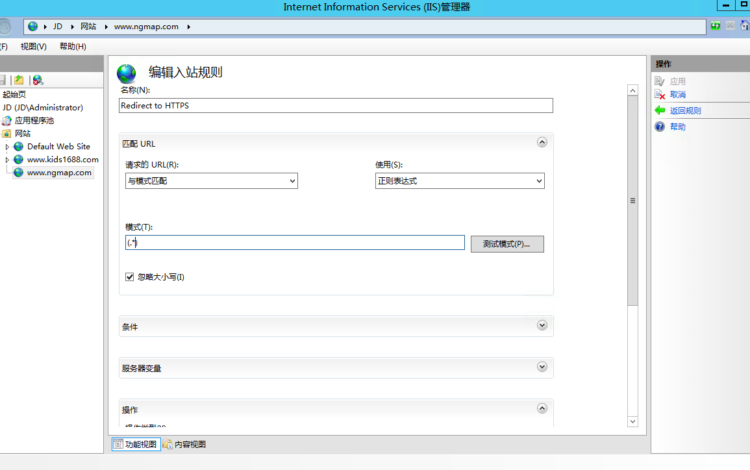 Internet Information Services (IIS)管理器
JD ▸ 网站 ▸ www.ngmap.com
(F) 视图(V) 帮助(H)
起始页
JD (JD\Administrator)
应用程序池
网站
Default Web Site
www.kids1688.com
www.ngmap.com
编辑入站规则
名称(N):
Redirect to HTTPS
匹配 URL
请求的 URL(R):
使用(S):
与模式匹配
正则表达式
模式(T):
(.*)
测试模式(P)...
忽略大小写(I)
条件
服务器变量
操作
功能视图
内容视图
操作
应用
取消
返回规则
帮助